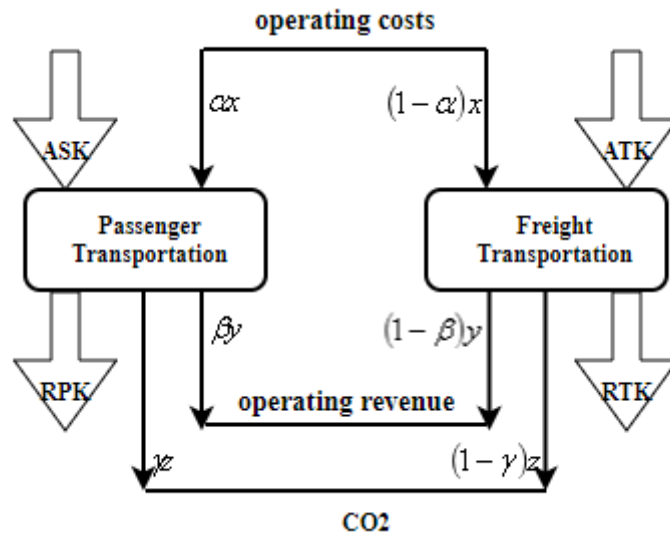 operating costs
αx
(1 - α)x
ASK
ATK
Passenger
Transportation
Freight
Transportation
βy
(1 - β)y
RPK
RTK
operating revenue
γz
(1 - γ)z
CO2